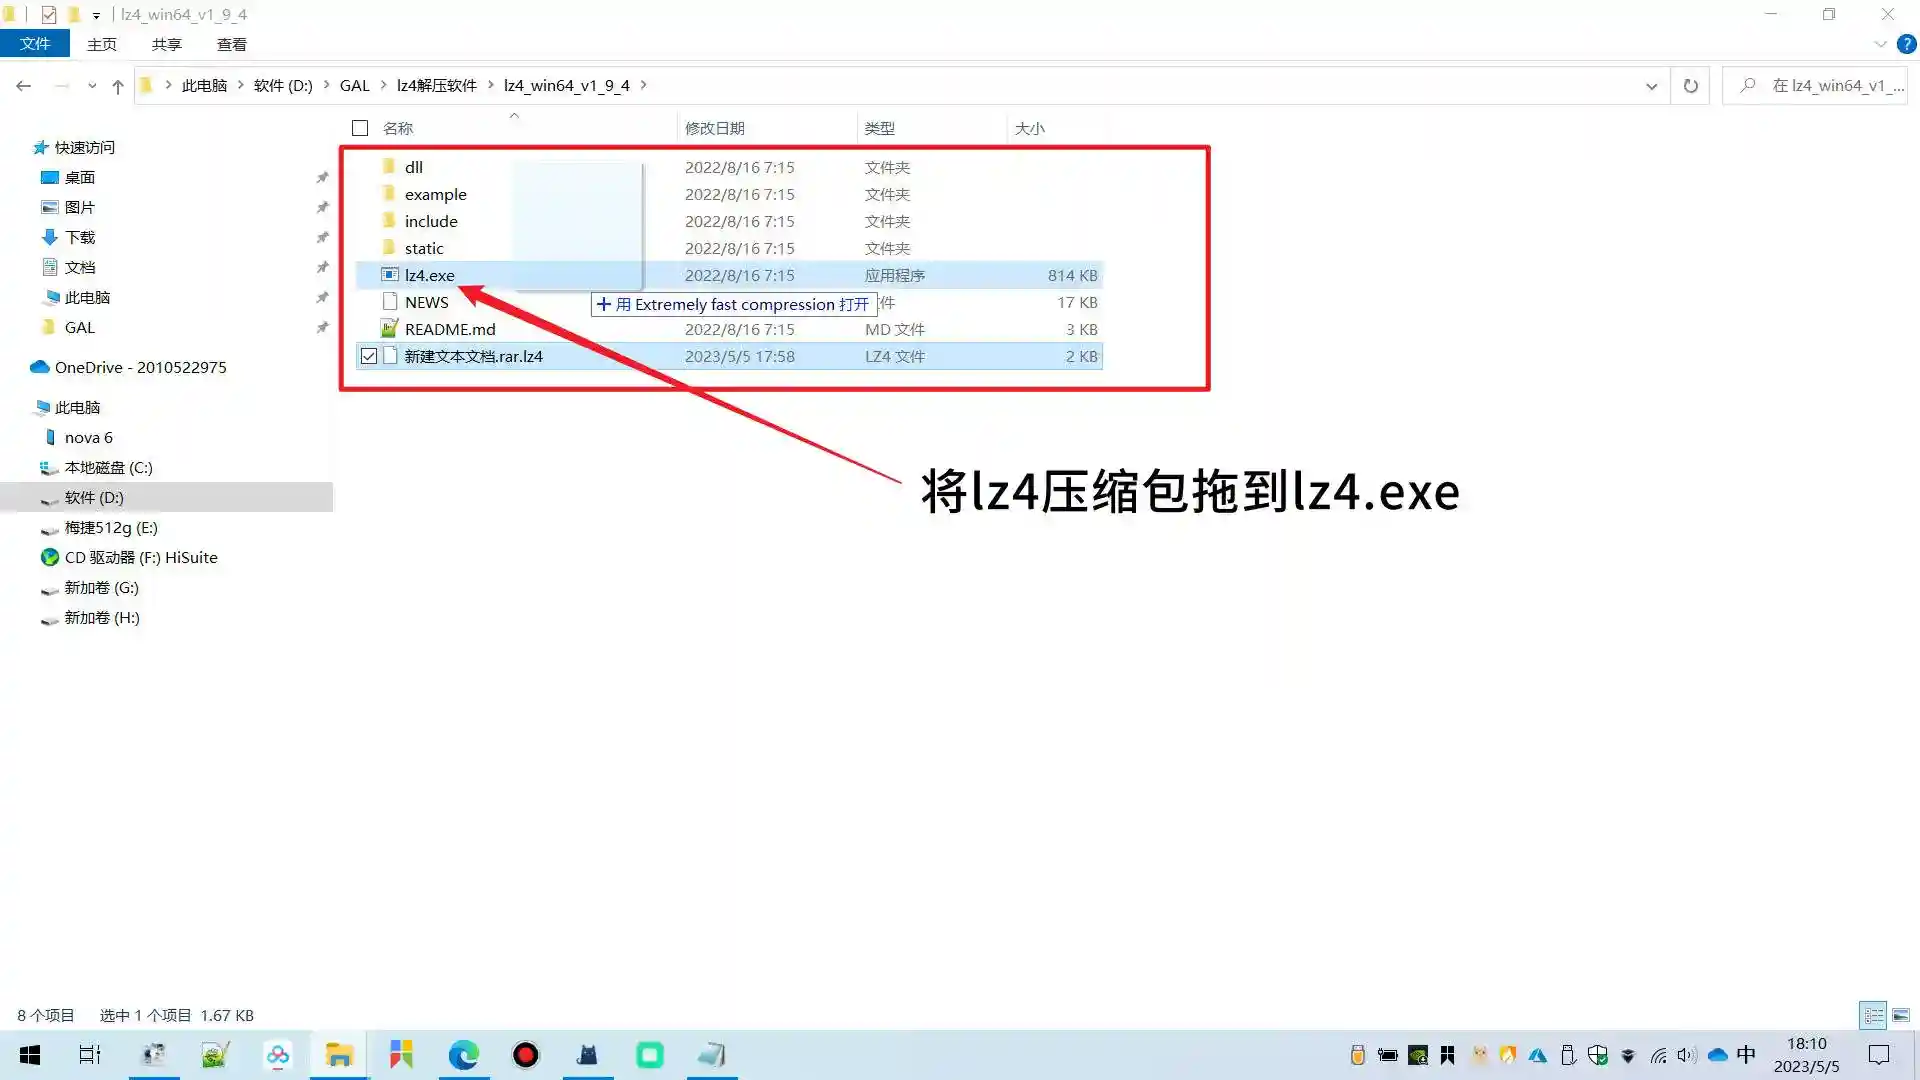 lz4_win64_v1_9_4
文件 主页 共享 查看
此电脑 软件 (D:) GAL lz4解压软件 lz4_win64_v1_9_4 在 lz4_win64_v1_...
名称 修改日期 类型 大小
快速访问
桌面
图片
下载
文档
此电脑
GAL
OneDrive - 2010522975
此电脑
nova 6
本地磁盘 (C:)
软件 (D:)
梅捷512g (E:)
CD 驱动器 (F:) HiSuite
新加卷 (G:)
新加卷 (H:)
dll 2022/8/16 7:15 文件夹
example 2022/8/16 7:15 文件夹
include 2022/8/16 7:15 文件夹
static 2022/8/16 7:15 文件夹
lz4.exe 2022/8/16 7:15 应用程序 814 KB
NEWS 件 17 KB
用 Extremely fast compression 打开
README.md 2022/8/16 7:15 MD 文件 3 KB
新建文本文档.rar.lz4 2023/5/5 17:58 LZ4 文件 2 KB
将lz4压缩包拖到lz4.exe
8 个项目 选中 1 个项目 1.67 KB
中
18:10
2023/5/5